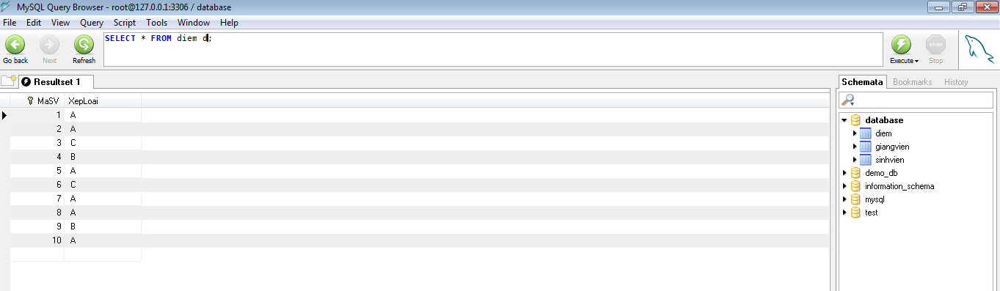 MySQL Query Browser - root@127.0.0.1:3306 / database
File Edit View Query Script Tools Window Help
SELECT * FROM diem d;
Go back Next Refresh Execute Stop
STOP
Resultset 1
Schemata Bookmarks History
MaSV XepLoai
1 A
2 A
3 C
4 B
5 A
6 C
7 A
8 A
9 B
10 A
database
diem
giangvien
sinhvien
demo_db
information_schema
mysql
test